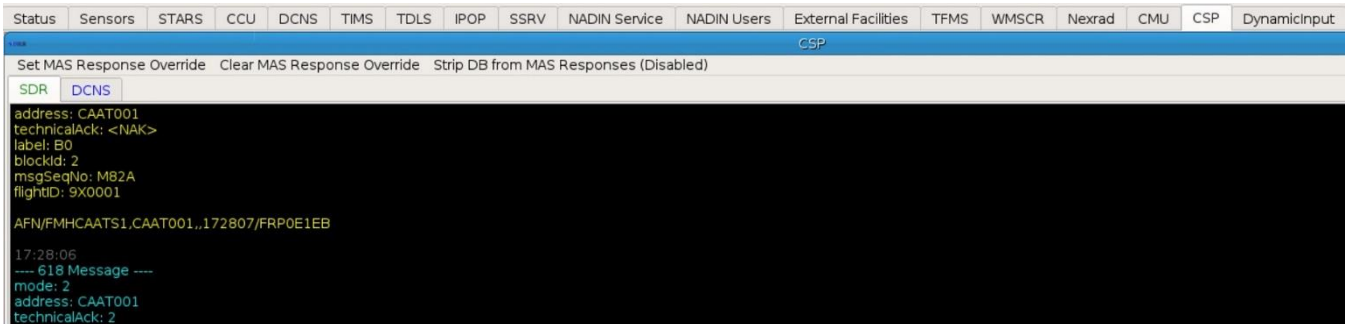 Status Sensors STARS CCU DCNS TIMS TDLS IPOP SSRV NADIN Service NADIN Users External Facilities TFMS WMSCR Nexrad CMU CSP DynamicInput
CSP
Set MAS Response Override Clear MAS Response Override Strip DB from MAS Responses (Disabled)
SDR DCNS
address: CAAT001
technicalAck: <NAK>
label: B0
blockId: 2
msgSeqNo: M82A
flightID: 9X0001
AFN/FMHCAATS1,CAAT001,,172807/FRP0E1EB
17:28:06
---- 618 Message ----
mode: 2
address: CAAT001
technicalAck: 2